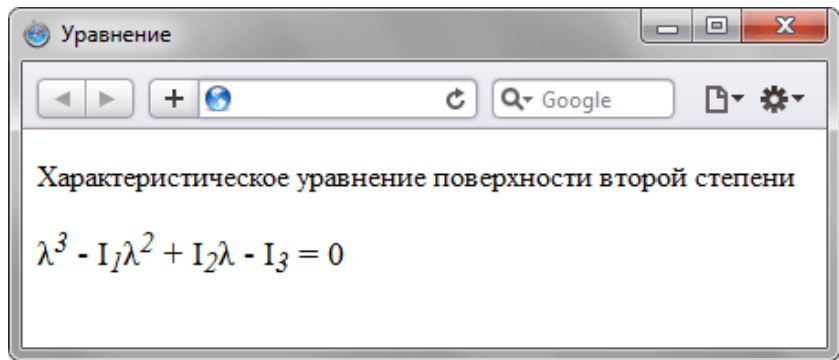 Уравнение
Google
Характеристическое уравнение поверхности второй степени
λ³ - I₁λ² + I₂λ - I₃ = 0